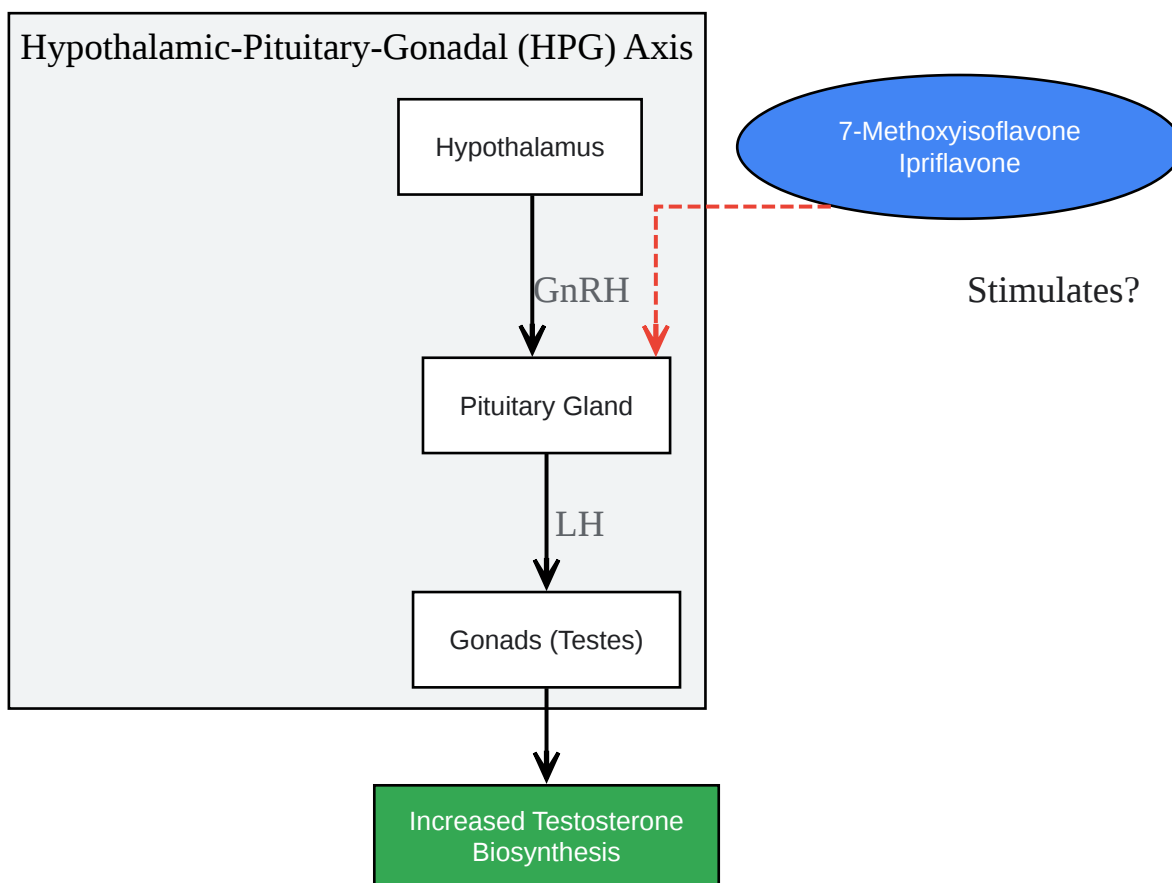 Hypothalamic-Pituitary-Gonadal (HPG) Axis
Hypothalamus
7-Methoxyisoflavone
Ipriflavone
GnRH
Stimulates?
Pituitary Gland
LH
Gonads (Testes)
Increased Testosterone
Biosynthesis